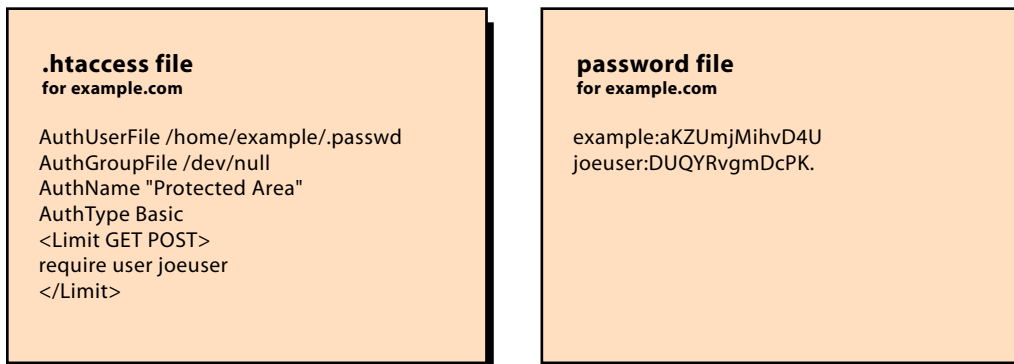 .htaccess file
for example.com
AuthUserFile /home/example/.passwd
AuthGroupFile /dev/null
AuthName "Protected Area"
AuthType Basic
<Limit GET POST>
require user joeuser
</Limit>
password file
for example.com
example:aKZUmjMihvD4U
joeuser:DUQYRvgmDcPK.